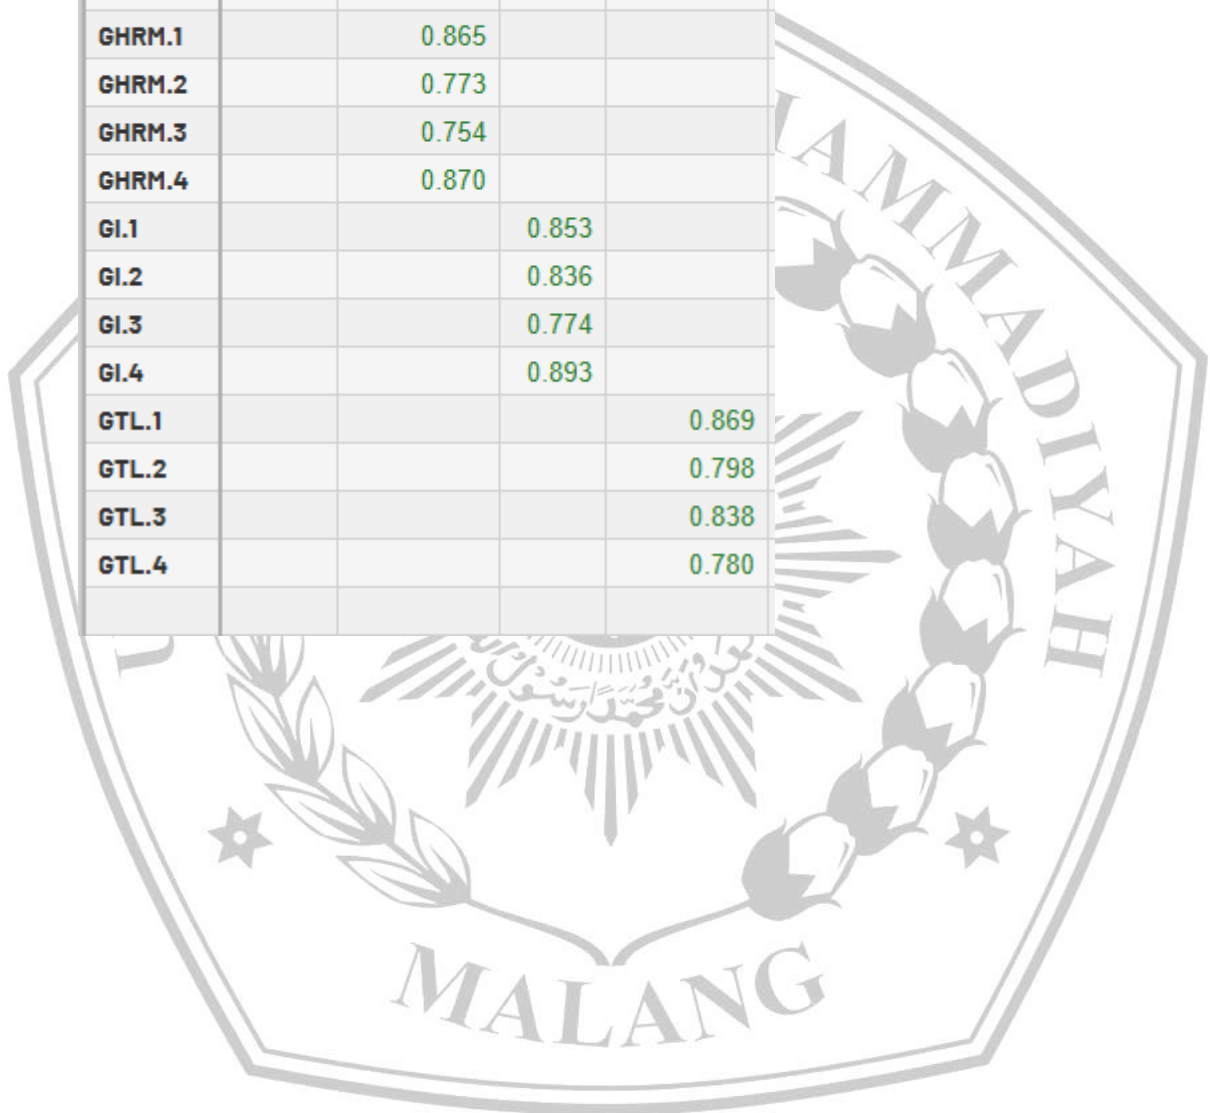 GHRM.1 0.865
GHRM.2 0.773
GHRM.3 0.754
GHRM.4 0.870
GI.1 0.853
GI.2 0.836
GI.3 0.774
GI.4 0.893
GTL.1 0.869
GTL.2 0.798
GTL.3 0.838
GTL.4 0.780
AMMADIYAH
U
MALANG